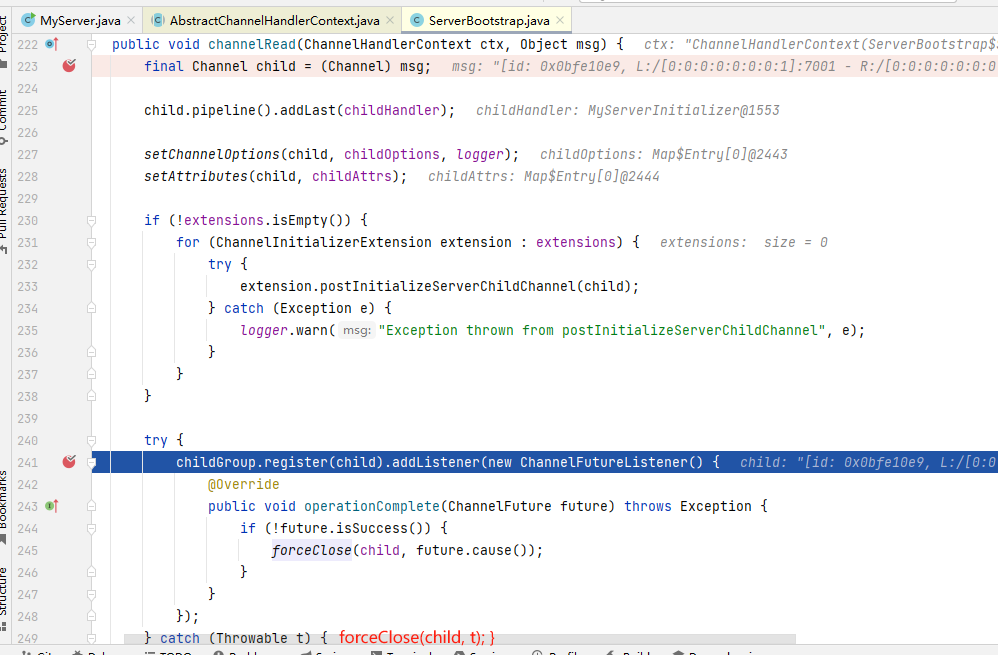 MyServer.java
AbstractChannelHandlerContext.java
ServerBootstrap.java
Project
Commit
Pull Requests
Bookmarks
Structure
222 public void channelRead(ChannelHandlerContext ctx, Object msg) { ctx: "ChannelHandlerContext(ServerBootstrap$
223 final Channel child = (Channel) msg; msg: "[id: 0x0bfe10e9, L:/[0:0:0:0:0:0:0:1]:7001 - R:/[0:0:0:0:0:0
224
225 child.pipeline().addLast(childHandler); childHandler: MyServerInitializer@1553
226
227 setChannelOptions(child, childOptions, logger); childOptions: Map$Entry[0]@2443
228 setAttributes(child, childAttrs); childAttrs: Map$Entry[0]@2444
229
230 if (!extensions.isEmpty()) {
231 for (ChannelInitializerExtension extension : extensions) { extensions: size = 0
232 try {
233 extension.postInitializeServerChildChannel(child);
234 } catch (Exception e) {
235 logger.warn( msg: "Exception thrown from postInitializeServerChildChannel", e);
236 }
237 }
238 }
239
240 try {
241 childGroup.register(child).addListener(new ChannelFutureListener() { child: "[id: 0x0bfe10e9, L:/[0:0
242 @Override
243 public void operationComplete(ChannelFuture future) throws Exception {
244 if (!future.isSuccess()) {
245 forceClose(child, future.cause());
246 }
247 }
248 });
249 } catch (Throwable t) { forceClose(child, t); }